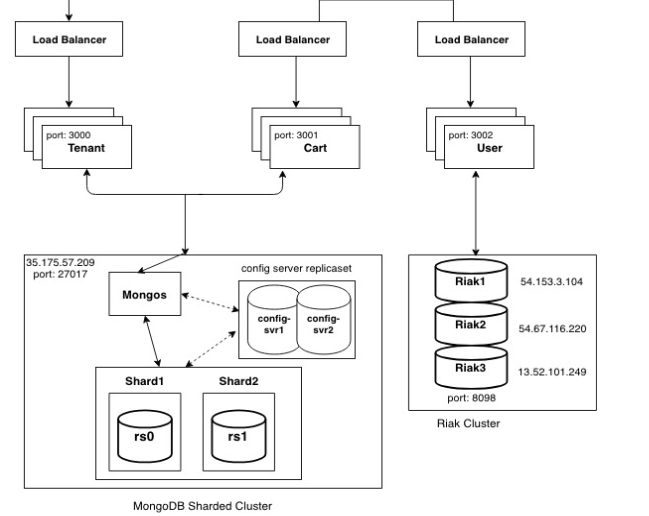 Load Balancer
Load Balancer
Load Balancer
port: 3000
Tenant
port: 3001
Cart
port: 3002
User
35.175.57.209
port: 27017
Mongos
config server replicaset
config-
svr1
config-
svr2
Shard1
Shard2
rs0
rs1
MongoDB Sharded Cluster
Riak1
54.153.3.104
Riak2
54.67.116.220
Riak3
13.52.101.249
port: 8098
Riak Cluster